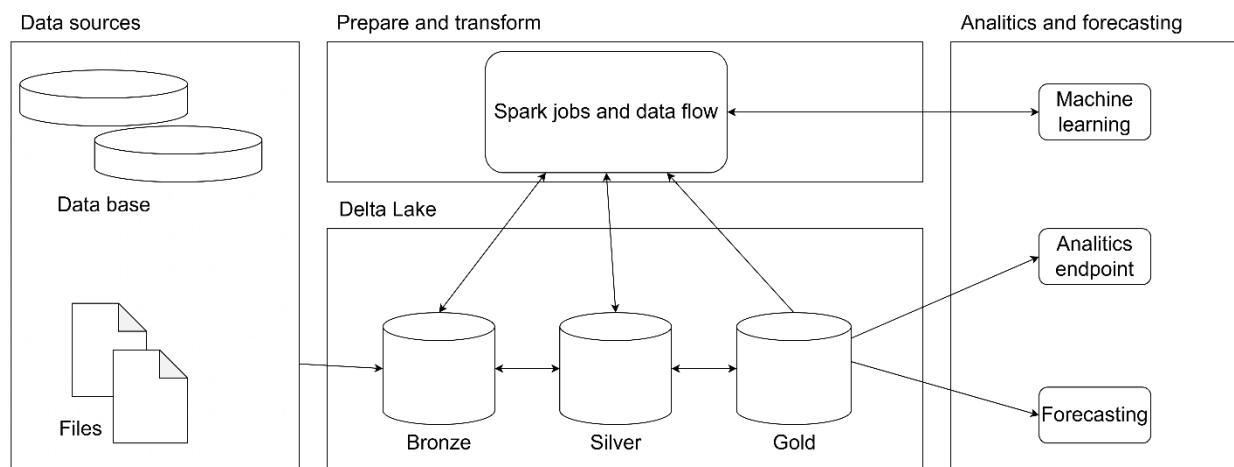 Data sources
Prepare and transform
Analitics and forecasting
Spark jobs and data flow
Machine
learning
Data base
Delta Lake
Analitics
endpoint
Files
Bronze
Silver
Gold
Forecasting